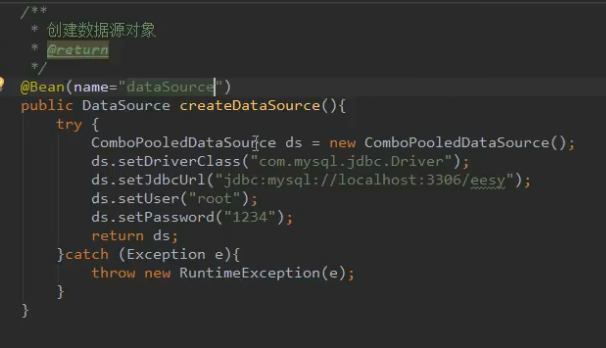 /**
 * 创建数据源对象
 * @return
 */
@Bean(name="dataSource")
public DataSource createDataSource(){
    try {
        ComboPooledDataSource ds = new ComboPooledDataSource();
        ds.setDriverClass("com.mysql.jdbc.Driver");
        ds.setJdbcUrl("jdbc:mysql://localhost:3306/eesy");
        ds.setUser("root");
        ds.setPassword("1234");
        return ds;
    }catch (Exception e){
        throw new RuntimeException(e);
    }
}